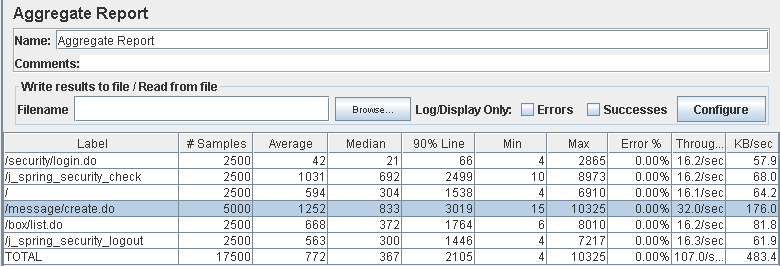 Aggregate Report
Name: Aggregate Report
Comments:
Write results to file / Read from file
Filename Browse... Log/Display Only: Errors Successes Configure
Label # Samples Average Median 90% Line Min Max Error % Throug... KB/sec
/security/login.do 2500 42 21 66 4 2865 0.00% 16.2/sec 57.9
/j_spring_security_check 2500 1031 692 2499 10 8973 0.00% 16.2/sec 68.0
/ 2500 594 304 1538 4 6910 0.00% 16.1/sec 64.2
/message/create.do 5000 1252 833 3019 15 10325 0.00% 32.0/sec 176.0
/box/list.do 2500 668 372 1764 6 8010 0.00% 16.2/sec 81.8
/j_spring_security_logout 2500 563 300 1446 4 7217 0.00% 16.3/sec 61.9
TOTAL 17500 772 367 2105 4 10325 0.00% 107.0/s... 483.4